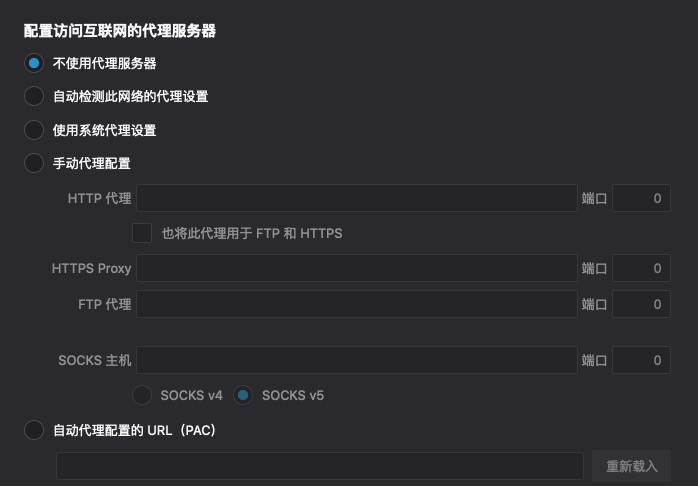 配置访问互联网的代理服务器
不使用代理服务器
自动检测此网络的代理设置
使用系统代理设置
手动代理配置
HTTP 代理 端口 0
也将此代理用于 FTP 和 HTTPS
HTTPS Proxy 端口 0
FTP 代理 端口 0
SOCKS 主机 端口 0
SOCKS v4 SOCKS v5
自动代理配置的 URL（PAC）
重新载入